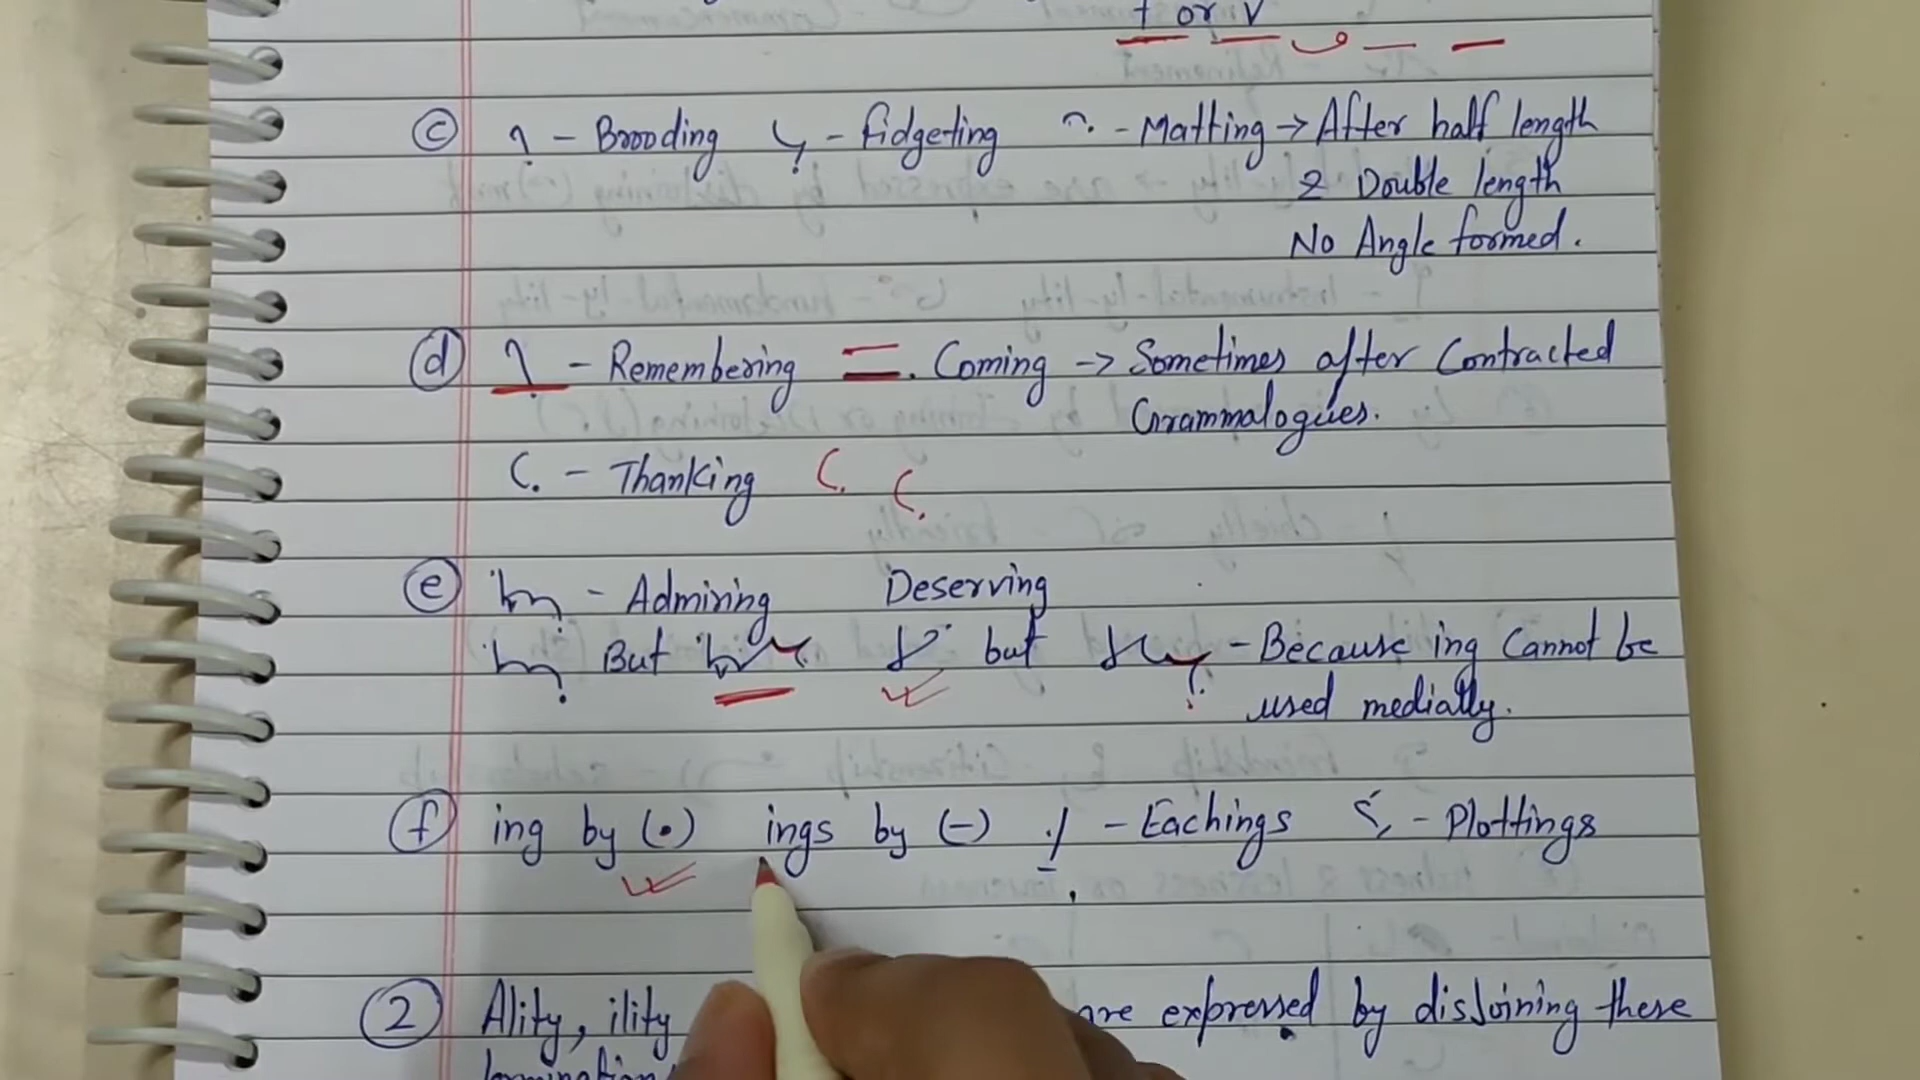 f or v
(c) - Brooding - Fidgeting - Matting → After half length
2 Double length
No Angle formed.
(d) - Remembering . Coming → Sometimes after Contracted
Grammalogues.
- Thanking
(e) - Admiring Deserving
But but - Because ing Cannot be
used medially.
(f) ing by (•) ings by (-) - Eachings - Plottings
(2) Ality, ility are expressed by disjoining these